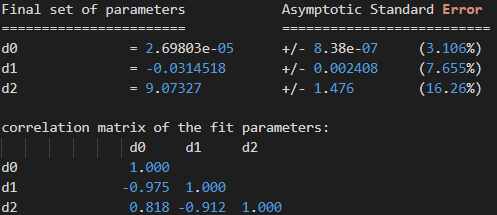 Final set of parameters            Asymptotic Standard Error
=======================            ==========================
d0              = 2.69803e-05      +/- 8.38e-07     (3.106%)
d1              = -0.0314518       +/- 0.002408     (7.655%)
d2              = 9.07327          +/- 1.476        (16.26%)
correlation matrix of the fit parameters:
                d0     d1     d2
d0              1.000
d1             -0.975  1.000
d2              0.818 -0.912  1.000